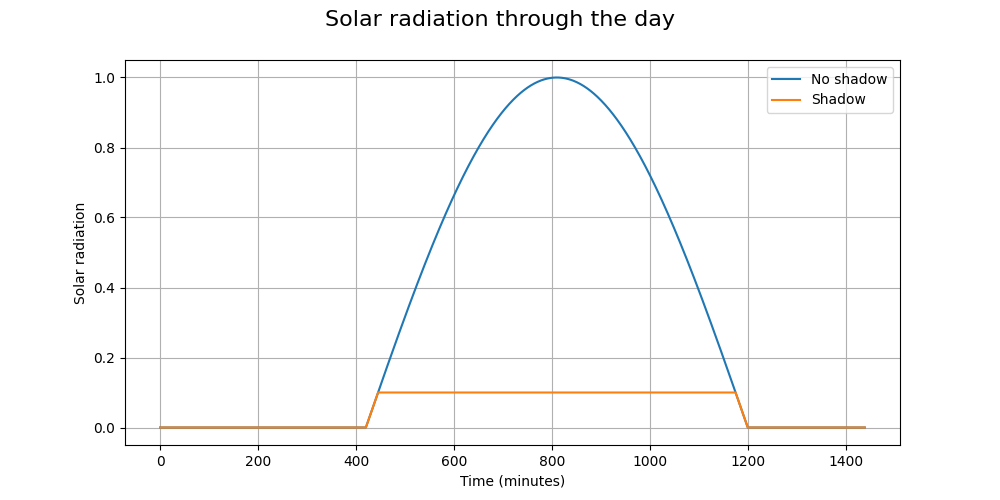 Solar radiation through the day
No shadow
Shadow
Solar radiation
1.0
0.8
0.6
0.4
0.2
0.0
0 200 400 600 800 1000 1200 1400
Time (minutes)